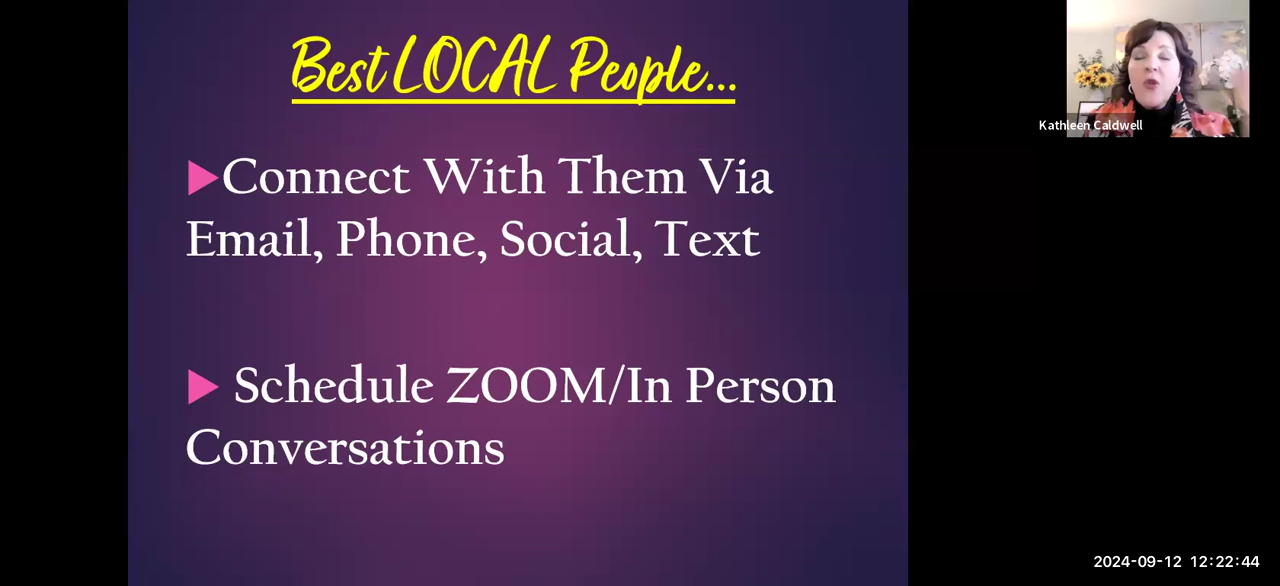 Best LOCAL People...
Connect With Them Via
Email, Phone, Social, Text
Schedule ZOOM/In Person
Conversations
Kathleen Caldwell
2024-09-12 12:22:44